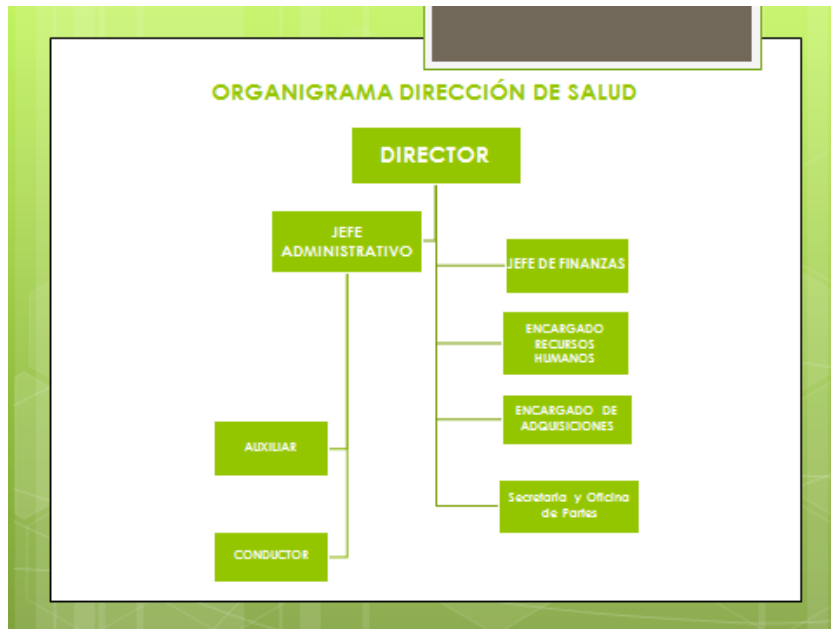 ORGANIGRAMA DIRECCIÓN DE SALUD
DIRECTOR
JEFE
ADMINISTRATIVO
JEFE DE FINANZAS
ENCARGADO
RECURSOS
HUMANOS
ENCARGADO DE
ADQUISICIONES
AUXILIAR
Secretaria y Oficina
de Partes
CONDUCTOR